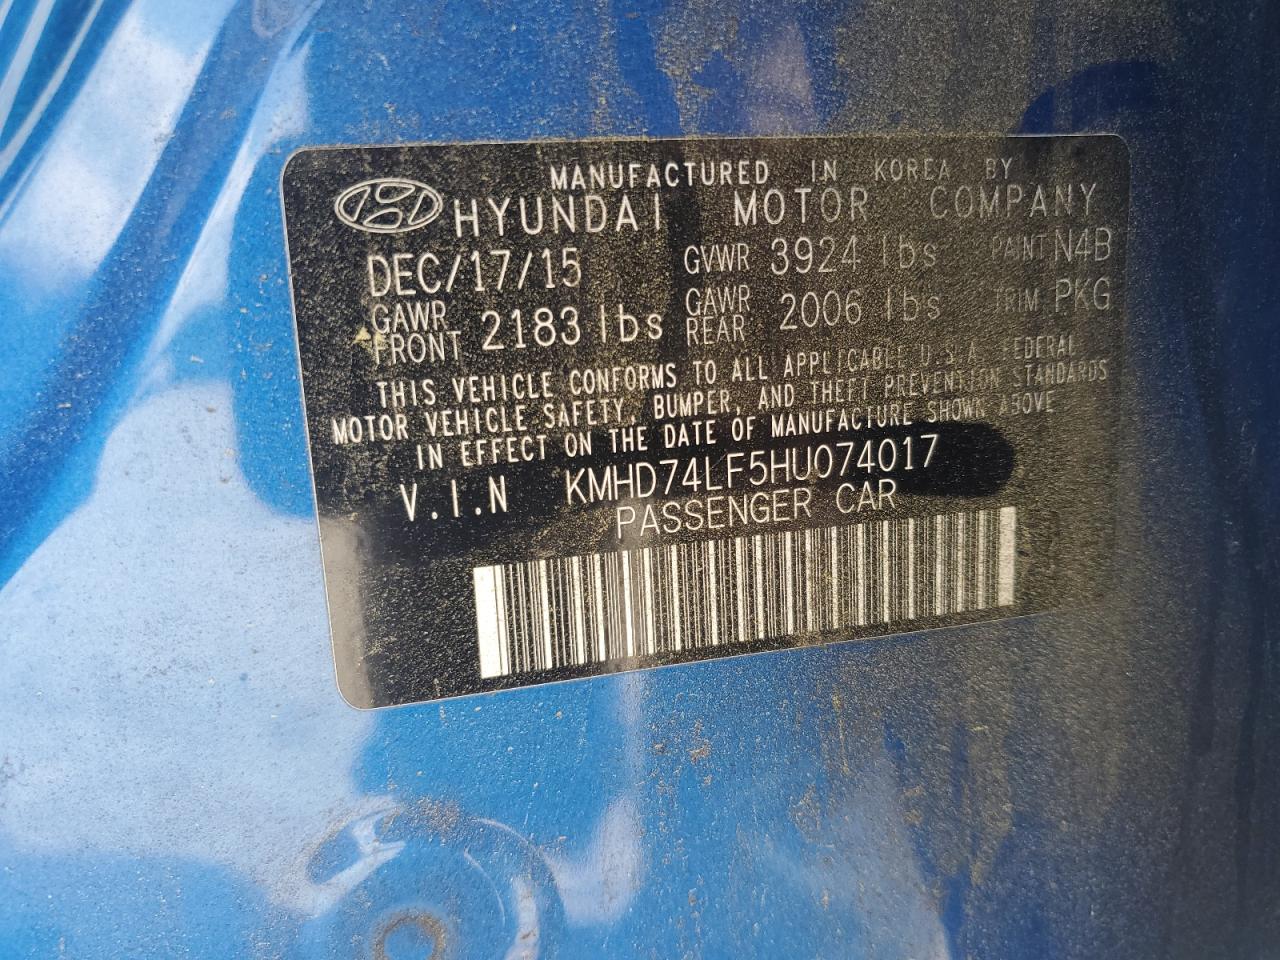 MANUFACTURED IN KOREA BY
HYUNDAI MOTOR COMPANY
DEC/17/15 GVWR 3924 lbs PAINT N4B
GAWR FRONT 2183 lbs GAWR REAR 2006 lbs TRIM PKG
THIS VEHICLE CONFORMS TO ALL APPLICABLE U.S.A. FEDERAL
MOTOR VEHICLE SAFETY, BUMPER, AND THEFT PREVENTION STANDARDS
IN EFFECT ON THE DATE OF MANUFACTURE SHOWN ABOVE
V.I.N KMHD74LF5HU074017
PASSENGER CAR